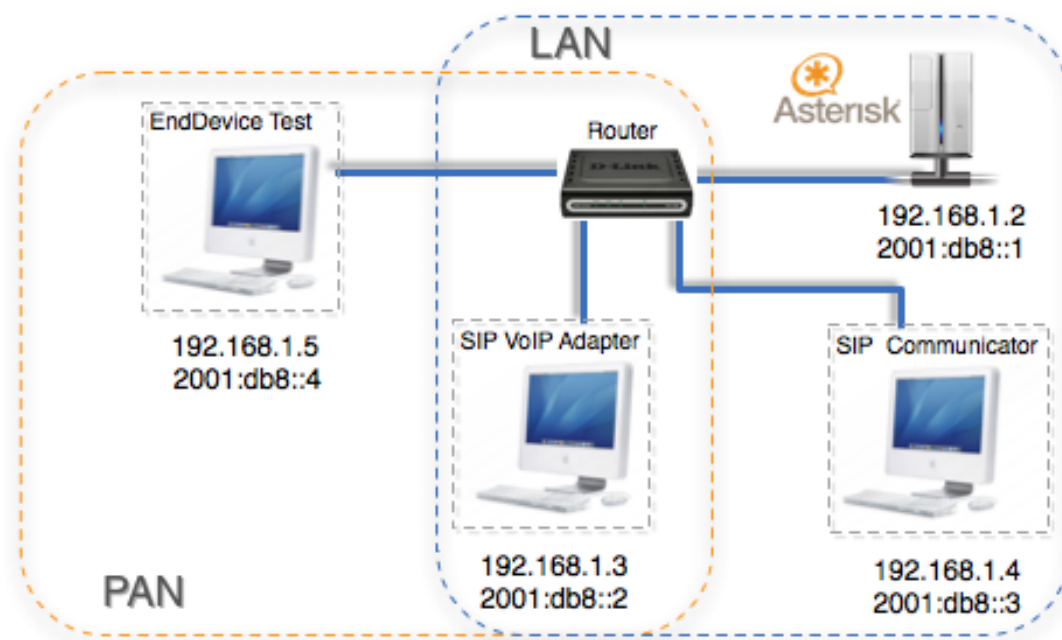 LAN
Asterisk
EndDevice Test
Router
D-Link
192.168.1.2
2001:db8::1
192.168.1.5
2001:db8::4
SIP VoIP Adapter
SIP Communicator
192.168.1.3
2001:db8::2
192.168.1.4
2001:db8::3
PAN